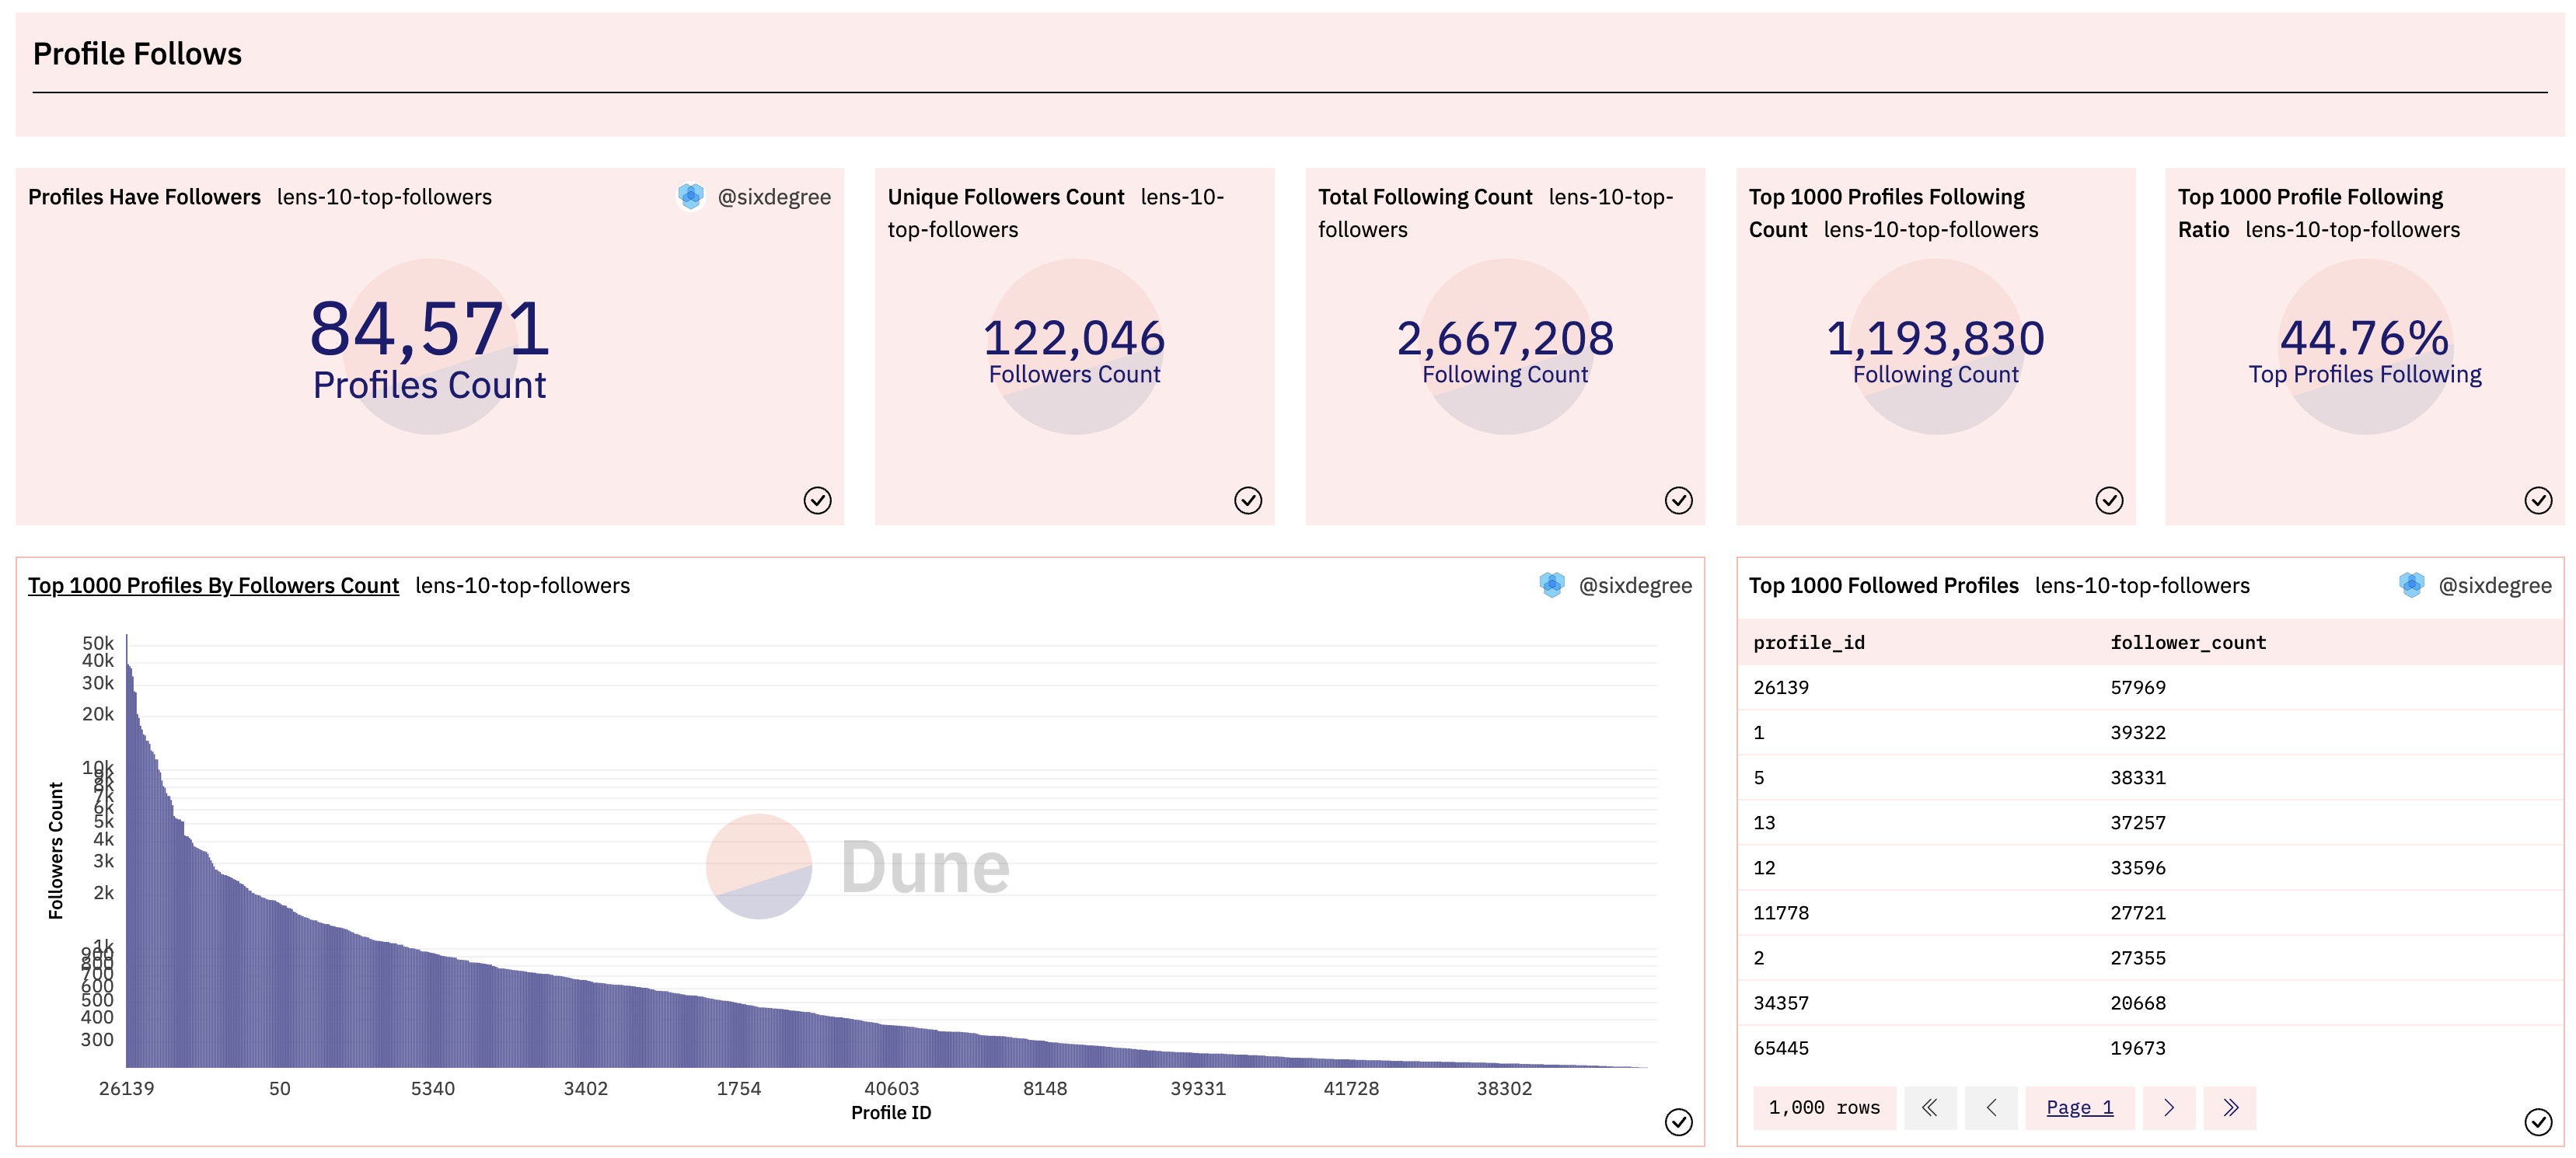 Profile Follows
Profiles Have Followers lens-10-top-followers @sixdegree
84,571
Profiles Count
Unique Followers Count lens-10-
top-followers
122,046
Followers Count
Total Following Count lens-10-top-
followers
2,667,208
Following Count
Top 1000 Profiles Following
Count lens-10-top-followers
1,193,830
Following Count
Top 1000 Profile Following
Ratio lens-10-top-followers
44.76%
Top Profiles Following
Top 1000 Profiles By Followers Count lens-10-top-followers @sixdegree
Followers Count
50k
40k
30k
20k
10k
9k
8k
7k
6k
5k
4k
3k
2k
1k
900
800
700
600
500
400
300
Dune
26139 50 5340 3402 1754 40603 8148 39331 41728 38302
Profile ID
Top 1000 Followed Profiles lens-10-top-followers @sixdegree
profile_id follower_count
26139 57969
1 39322
5 38331
13 37257
12 33596
11778 27721
2 27355
34357 20668
65445 19673
1,000 rows Page 1